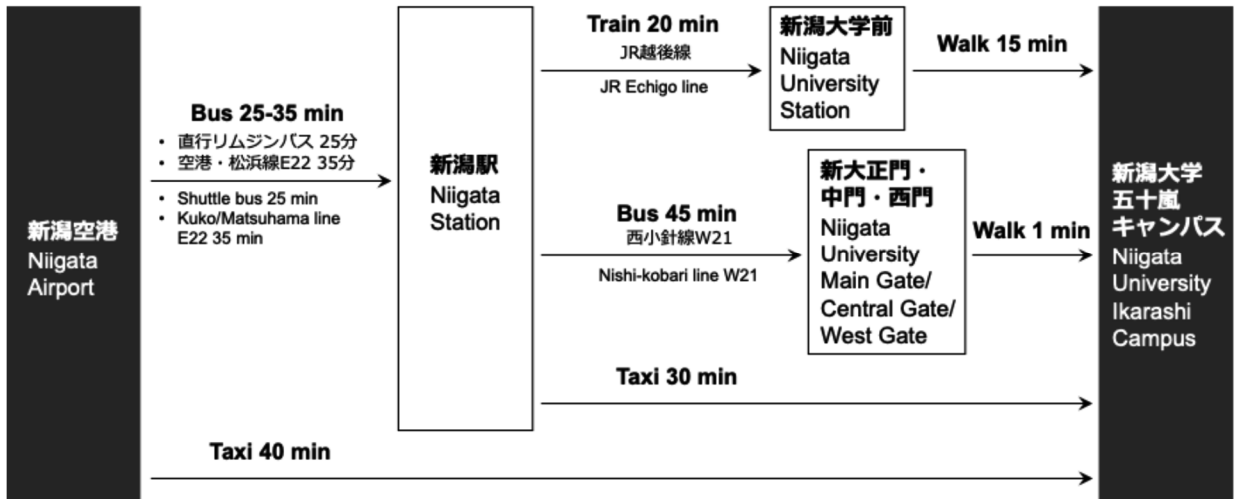 新潟空港
Niigata
Airport
Bus 25-35 min
• 直行リムジンバス 25分
• 空港・松浜線E22 35分
• Shuttle bus 25 min
• Kuko/Matsuhama line
E22 35 min
新潟駅
Niigata
Station
Train 20 min
JR越後線
JR Echigo line
新潟大学前
Niigata
University
Station
Walk 15 min
Bus 45 min
西小針線W21
Nishi-kobari line W21
新大正門・
中門・西門
Niigata
University
Main Gate/
Central Gate/
West Gate
Walk 1 min
Taxi 30 min
Taxi 40 min
新潟大学
五十嵐
キャンパス
Niigata
University
Ikarashi
Campus